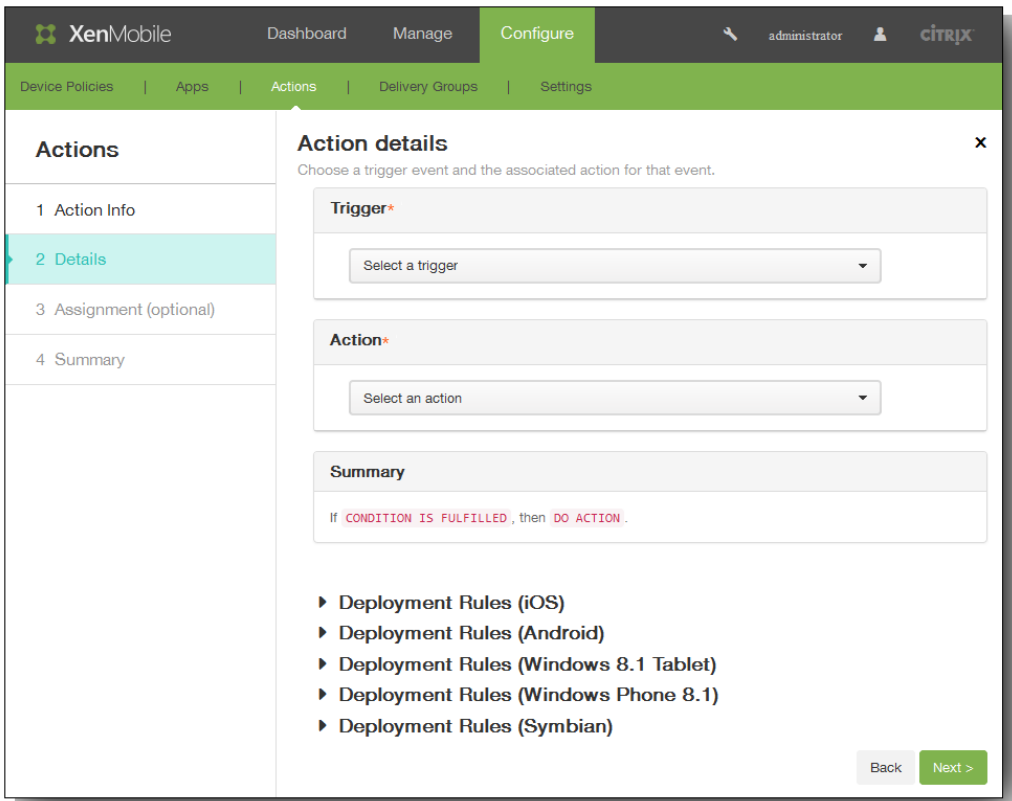 XenMobile Dashboard Manage Configure administrator CITRIX
Device Policies | Apps | Actions | Delivery Groups | Settings
Actions
1 Action Info
2 Details
3 Assignment (optional)
4 Summary
Action details
x
Choose a trigger event and the associated action for that event.
Trigger*
Select a trigger
Action*
Select an action
Summary
If CONDITION IS FULFILLED, then DO ACTION.
Deployment Rules (iOS)
Deployment Rules (Android)
Deployment Rules (Windows 8.1 Tablet)
Deployment Rules (Windows Phone 8.1)
Deployment Rules (Symbian)
Back Next >